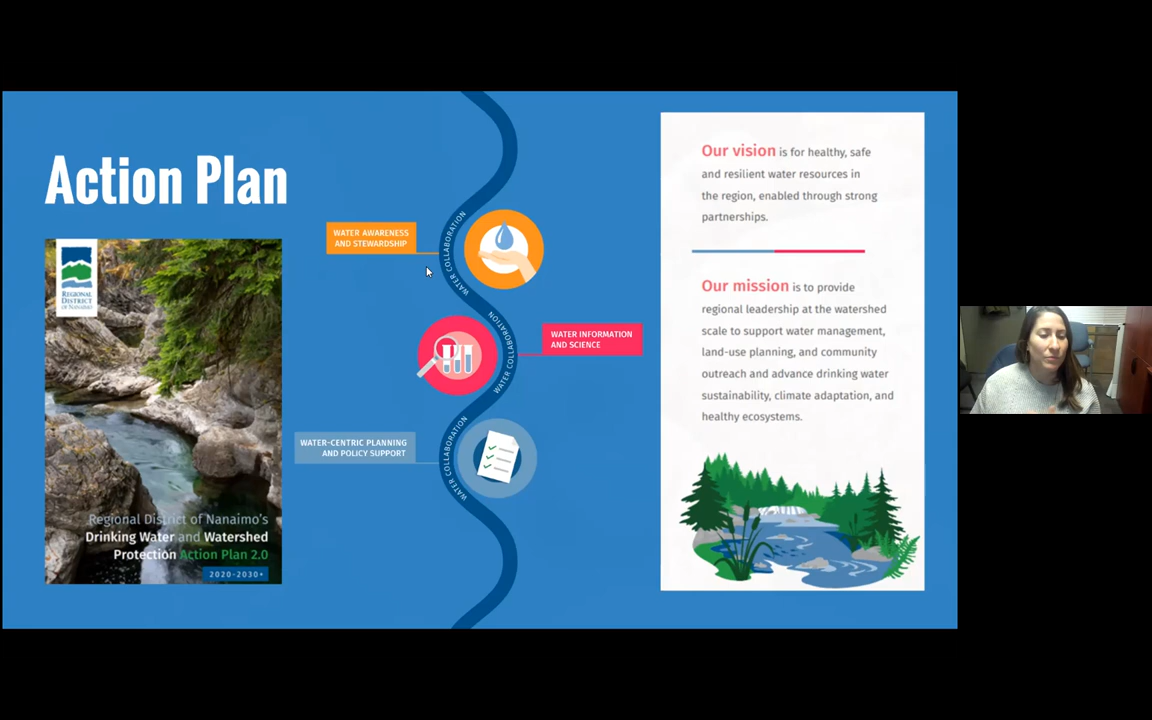 Action Plan
REGIONAL
DISTRICT
OF NANAIMO
Regional District of Nanaimo's
Drinking Water and Watershed
Protection Action Plan 2.0
2020-2030+
WATER AWARENESS
AND STEWARDSHIP
WATER COLLABORATION
WATER INFORMATION
AND SCIENCE
WATER COLLABORATION
WATER-CENTRIC PLANNING
AND POLICY SUPPORT
WATER COLLABORATION
Our vision is for healthy, safe
and resilient water resources in
the region, enabled through strong
partnerships.
Our mission is to provide
regional leadership at the watershed
scale to support water management,
land-use planning, and community
outreach and advance drinking water
sustainability, climate adaptation, and
healthy ecosystems.